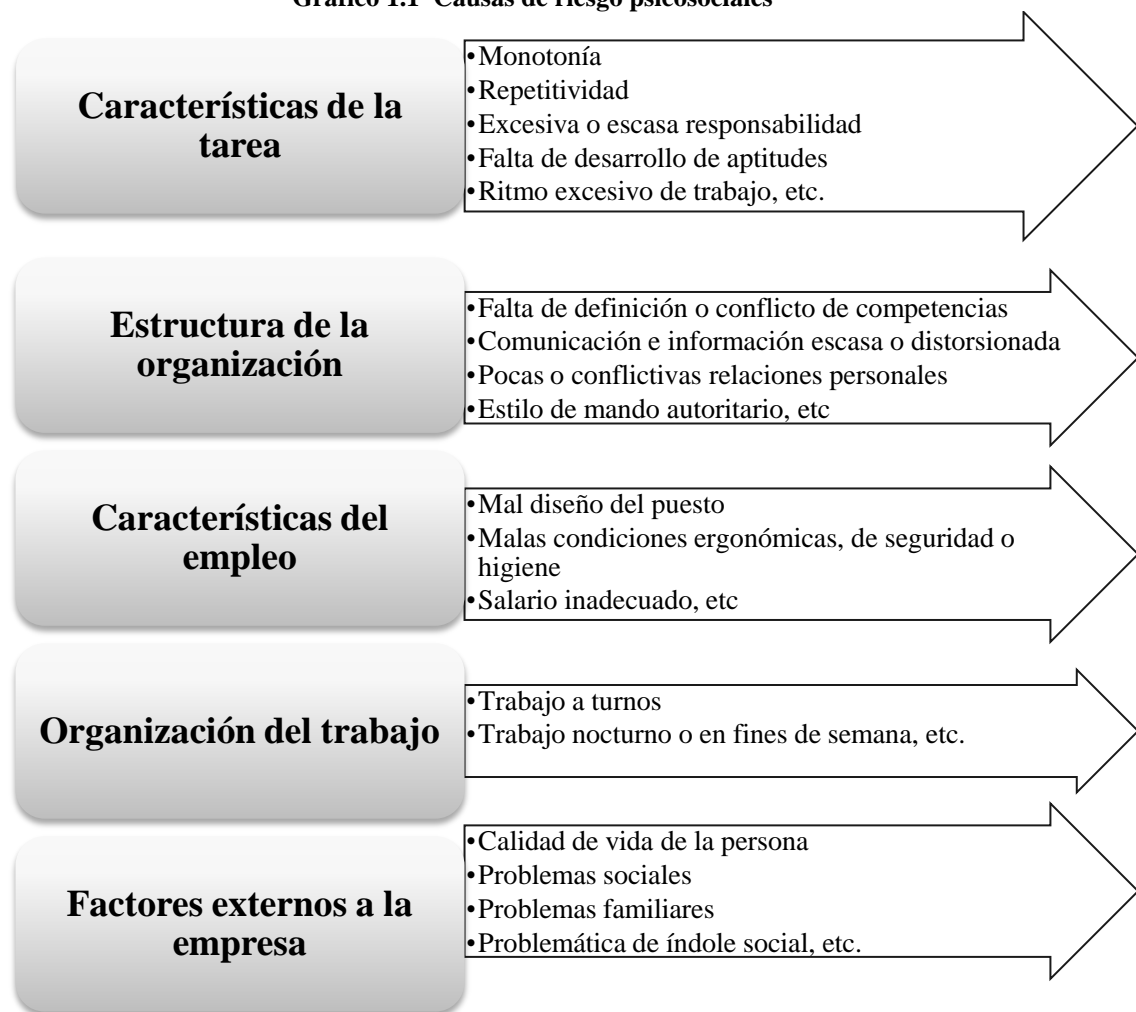 Gráfico 1.1 Causas de riesgo psicosociales
Característícas de la
tarea
•Monotonía
•Repetitividad
•Excesiva o escasa responsabilidad
•Falta de desarrollo de aptitudes
•Ritmo excesivo de trabajo, etc.
Estructura de la
organización
•Falta de definición o conflicto de competencias
•Comunicación e información escasa o distorsionada
•Pocas o conflictivas relaciones personales
•Estilo de mando autoritario, etc
Característícas del
empleo
•Mal diseño del puesto
•Malas condiciones ergonómicas, de seguridad o
higiene
•Salario inadecuado, etc
Organización del trabajo
•Trabajo a turnos
•Trabajo nocturno o en fines de semana, etc.
Factores externos a la
empresa
•Calidad de vida de la persona
•Problemas sociales
•Problemas familiares
•Problemática de índole social, etc.